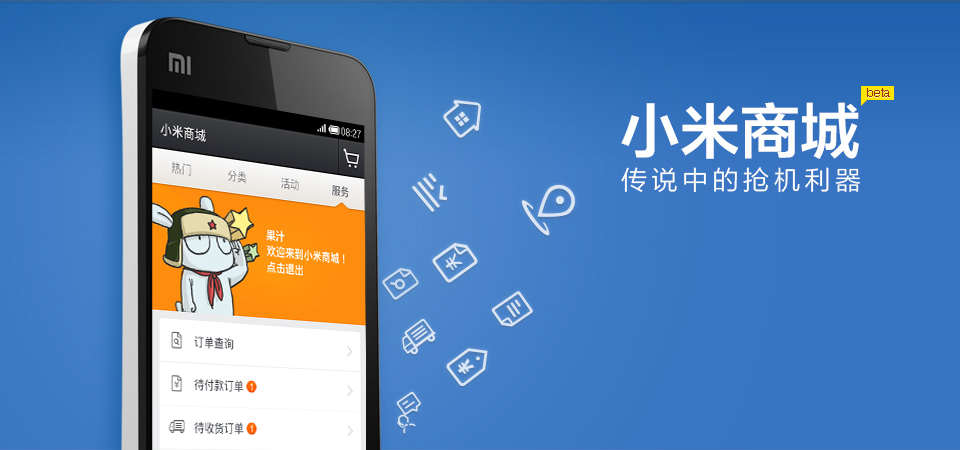 MI
08:27
小米商城
热门 分类 活动 服务
果汁
欢迎来到小米商城！
点击退出
订单查询
待付款订单 1
待收货订单 1
beta
小米商城
传说中的抢机利器